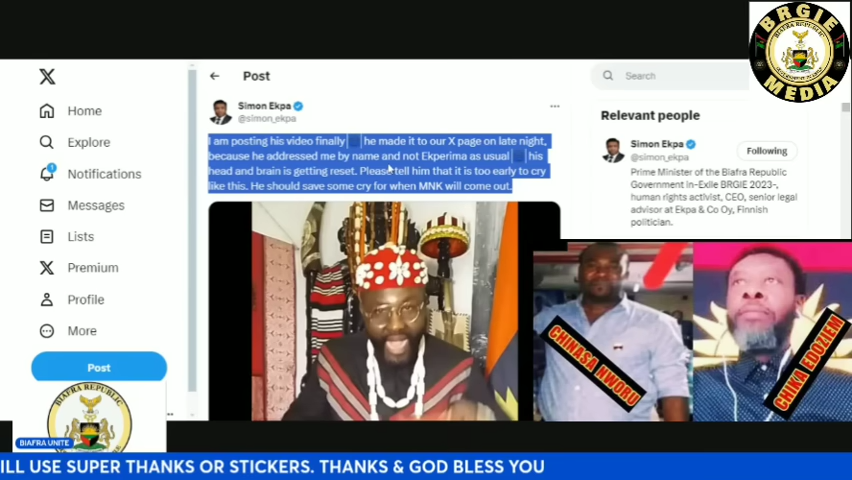 BRGIE
MEDIA
Post
Search
Home
Explore
Notifications
Messages
Lists
Premium
Profile
More
Post
Simon Ekpa
@simon_ekpa
I am posting his video finally he made it to our X page on late night,
because he addressed me by name and not Ekperima as usual his
head and brain is getting reset. Please tell him that it is too early to cry
like this. He should save some cry for when MNK will come out.
Relevant people
Simon Ekpa
@simon_ekpa
Following
Prime Minister of the Biafra Republic
Government in-Exile BRGIE 2023-,
human rights activist, CEO, senior legal
advisor at Ekpa & Co Oy, Finnish
politician.
CHINASA NWORU
CHIKA EDOZIEM
BIAFRA REPUBLIC
BIAFRA UNITE
ILL USE SUPER THANKS OR STICKERS. THANKS & GOD BLESS YOU